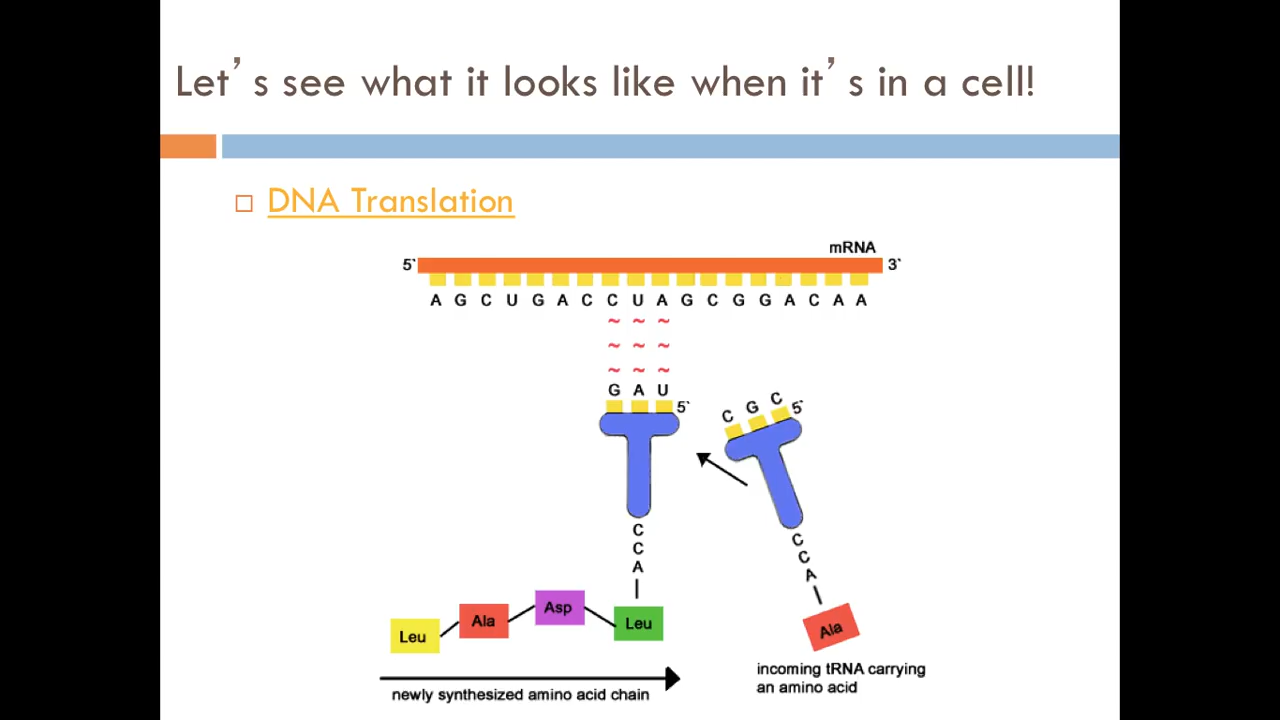 Let’s see what it looks like when it’s in a cell!
DNA Translation
mRNA
5` 3`
A G C U G A C C U A G C G G A C A A
~ ~ ~
~ ~ ~
~ ~ ~
G A U
5`
C G C 5`
C
C
A
C
C
A
Leu Ala Asp Leu
Ala
newly synthesized amino acid chain
incoming tRNA carrying
an amino acid